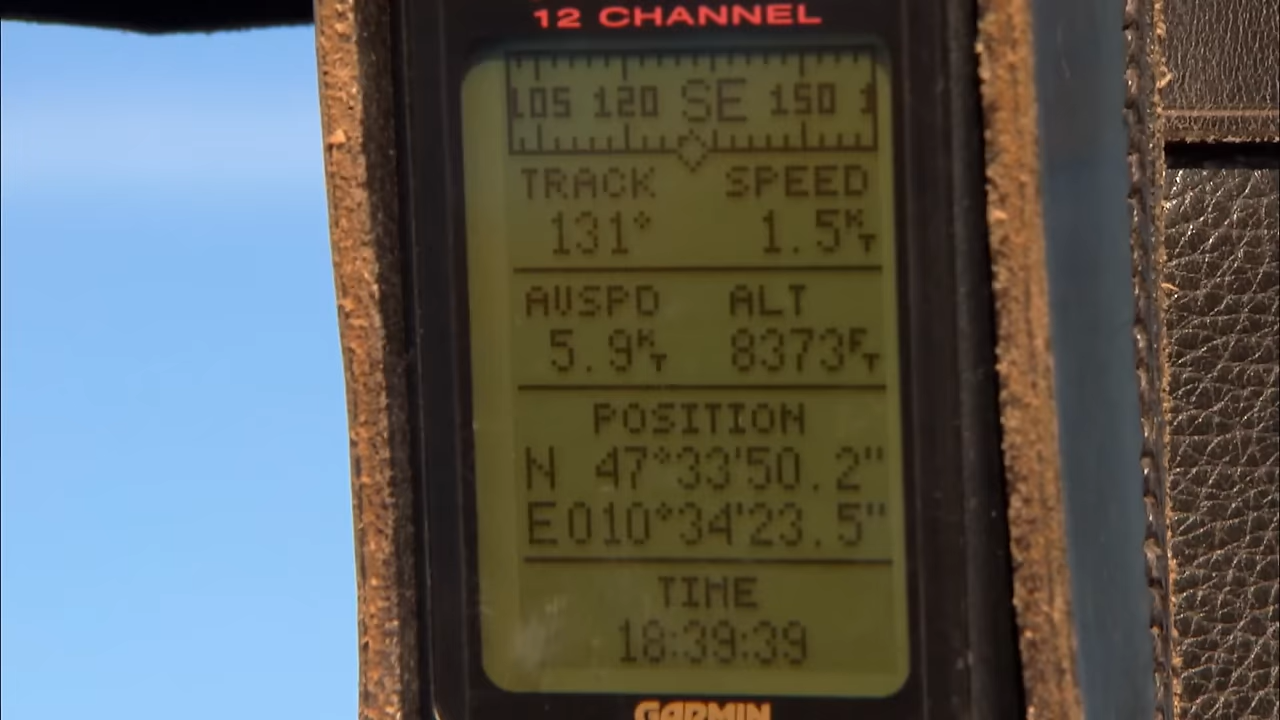 12 CHANNEL
105 120 SE 150 1
TRACK SPEED
131° 1.5KT
AVSPD ALT
5.9KT 8373FT
POSITION
N 47°33'50.2"
E010°34'23.5"
TIME
18:39:39
GARMIN